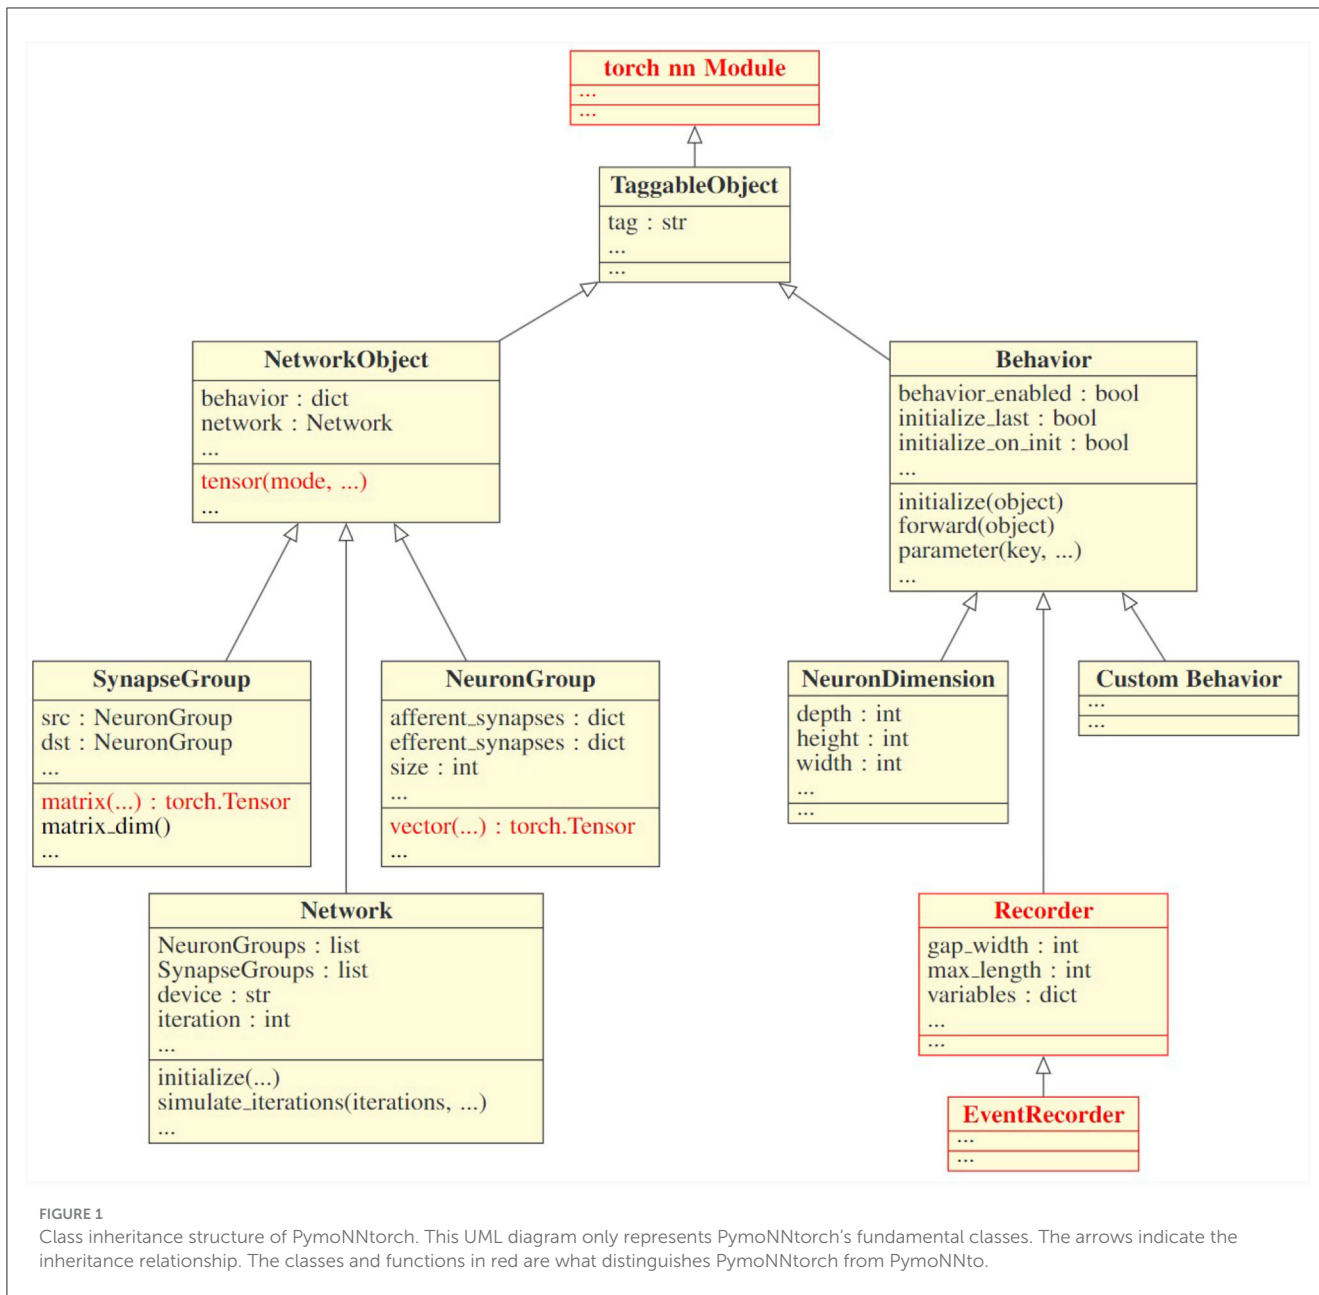 torch nn Module
...
...
TaggableObject
tag : str
...
...
NetworkObject
behavior : dict
network : Network
...
tensor(mode, ...)
...
Behavior
behavior_enabled : bool
initialize_last : bool
initialize_on_init : bool
...
initialize(object)
forward(object)
parameter(key, ...)
...
SynapseGroup
src : NeuronGroup
dst : NeuronGroup
...
matrix(...) : torch.Tensor
matrix_dim()
...
NeuronGroup
afferent_synapses : dict
efferent_synapses : dict
size : int
...
vector(...) : torch.Tensor
...
NeuronDimension
depth : int
height : int
width : int
...
...
Custom Behavior
...
...
Network
NeuronGroups : list
SynapseGroups : list
device : str
iteration : int
...
initialize(...)
simulate_iterations(iterations, ...)
...
Recorder
gap_width : int
max_length : int
variables : dict
...
...
EventRecorder
...
...
FIGURE 1
Class inheritance structure of PymoNNtorch. This UML diagram only represents PymoNNtorch's fundamental classes. The arrows indicate the
inheritance relationship. The classes and functions in red are what distinguishes PymoNNtorch from PymoNNto.